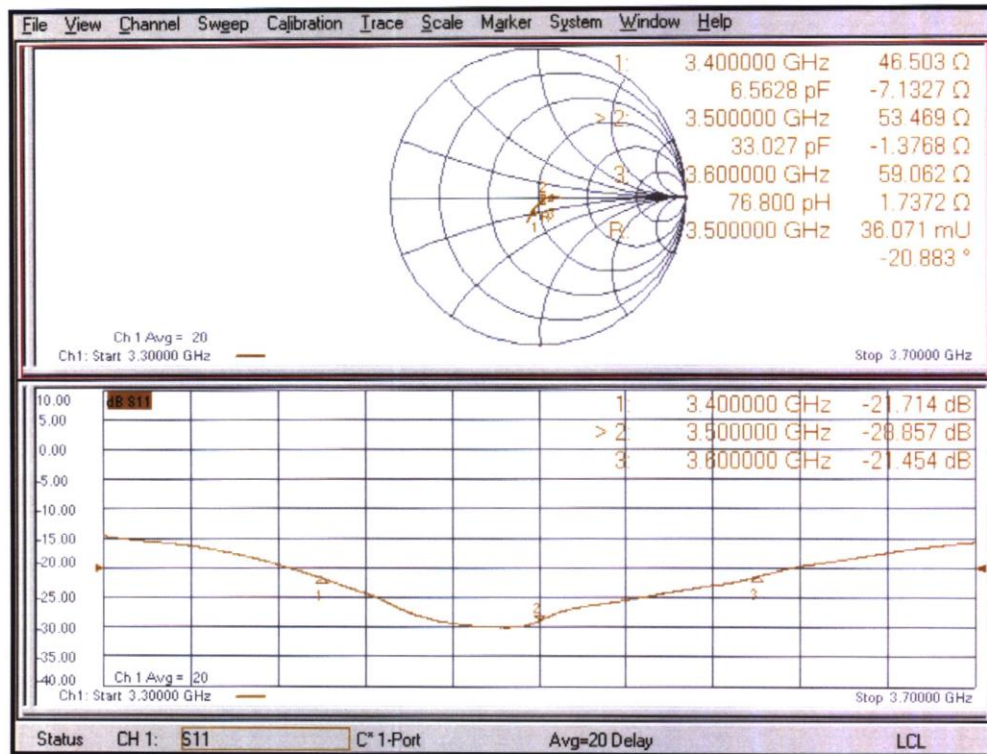 File View Channel Sweep Calibration Trace Scale Marker System Window Help
1: 3.400000 GHz 46.503 Ω
6.5628 pF -7.1327 Ω
> 2: 3.500000 GHz 53.469 Ω
33.027 pF -1.3768 Ω
3: 3.600000 GHz 59.062 Ω
76.800 pH 1.7372 Ω
R: 3.500000 GHz 36.071 mU
-20.883 °
2
1
Ch 1 Avg = 20
Ch1: Start 3.30000 GHz Stop 3.70000 GHz
10.00 dB S11
5.00
0.00
-5.00
-10.00
-15.00
-20.00
-25.00
-30.00
-35.00
-40.00
1: 3.400000 GHz -21.714 dB
> 2: 3.500000 GHz -28.857 dB
3: 3.600000 GHz -21.454 dB
1
2
3
Ch 1 Avg = 20
Ch1: Start 3.30000 GHz Stop 3.70000 GHz
Status CH 1: S11 C* 1-Port Avg=20 Delay LCL